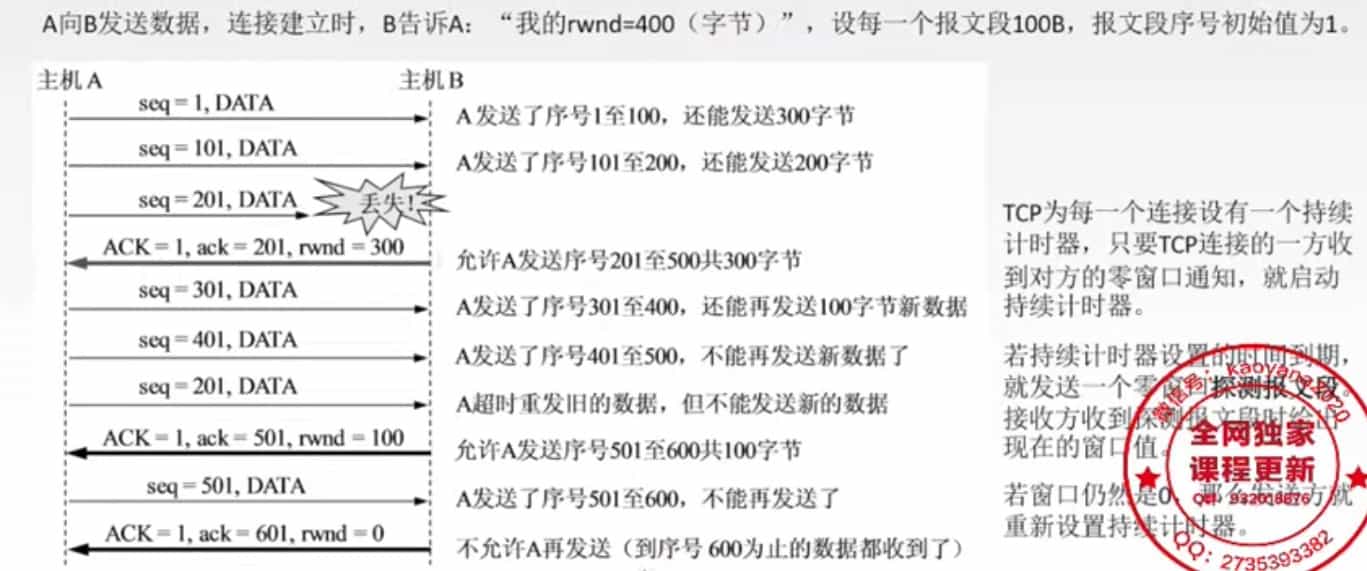 A向B发送数据，连接建立时，B告诉A：“我的rwnd=400（字节）”，设每一个报文段100B，报文段序号初始值为1。
主机A
主机B
seq = 1, DATA
A发送了序号1至100，还能发送300字节
seq = 101, DATA
A发送了序号101至200，还能发送200字节
seq = 201, DATA
丢失!
ACK = 1, ack = 201, rwnd = 300
允许A发送序号201至500共300字节
seq = 301, DATA
A发送了序号301至400，还能再发送100字节新数据
seq = 401, DATA
A发送了序号401至500，不能再发送新数据了
seq = 201, DATA
A超时重发旧的数据，但不能发送新的数据
ACK = 1, ack = 501, rwnd = 100
允许A发送序号501至600共100字节
seq = 501, DATA
A发送了序号501至600，不能再发送了
ACK = 1, ack = 601, rwnd = 0
不允许A再发送（到序号600为止的数据都收到了）
TCP为每一个连接设有一个持续
计时器，只要TCP连接的一方收
到对方的零窗口通知，就启动
持续计时器。
若持续计时器设置的时间到期，
就发送一个零窗口探测报文段。
接收方收到探测报文段时给出
现在的窗口值。
若窗口仍然是0，那么发送方就
重新设置持续计时器。
微信号：kaoyang2020
全网独家
课程更新
QQ：2735393382